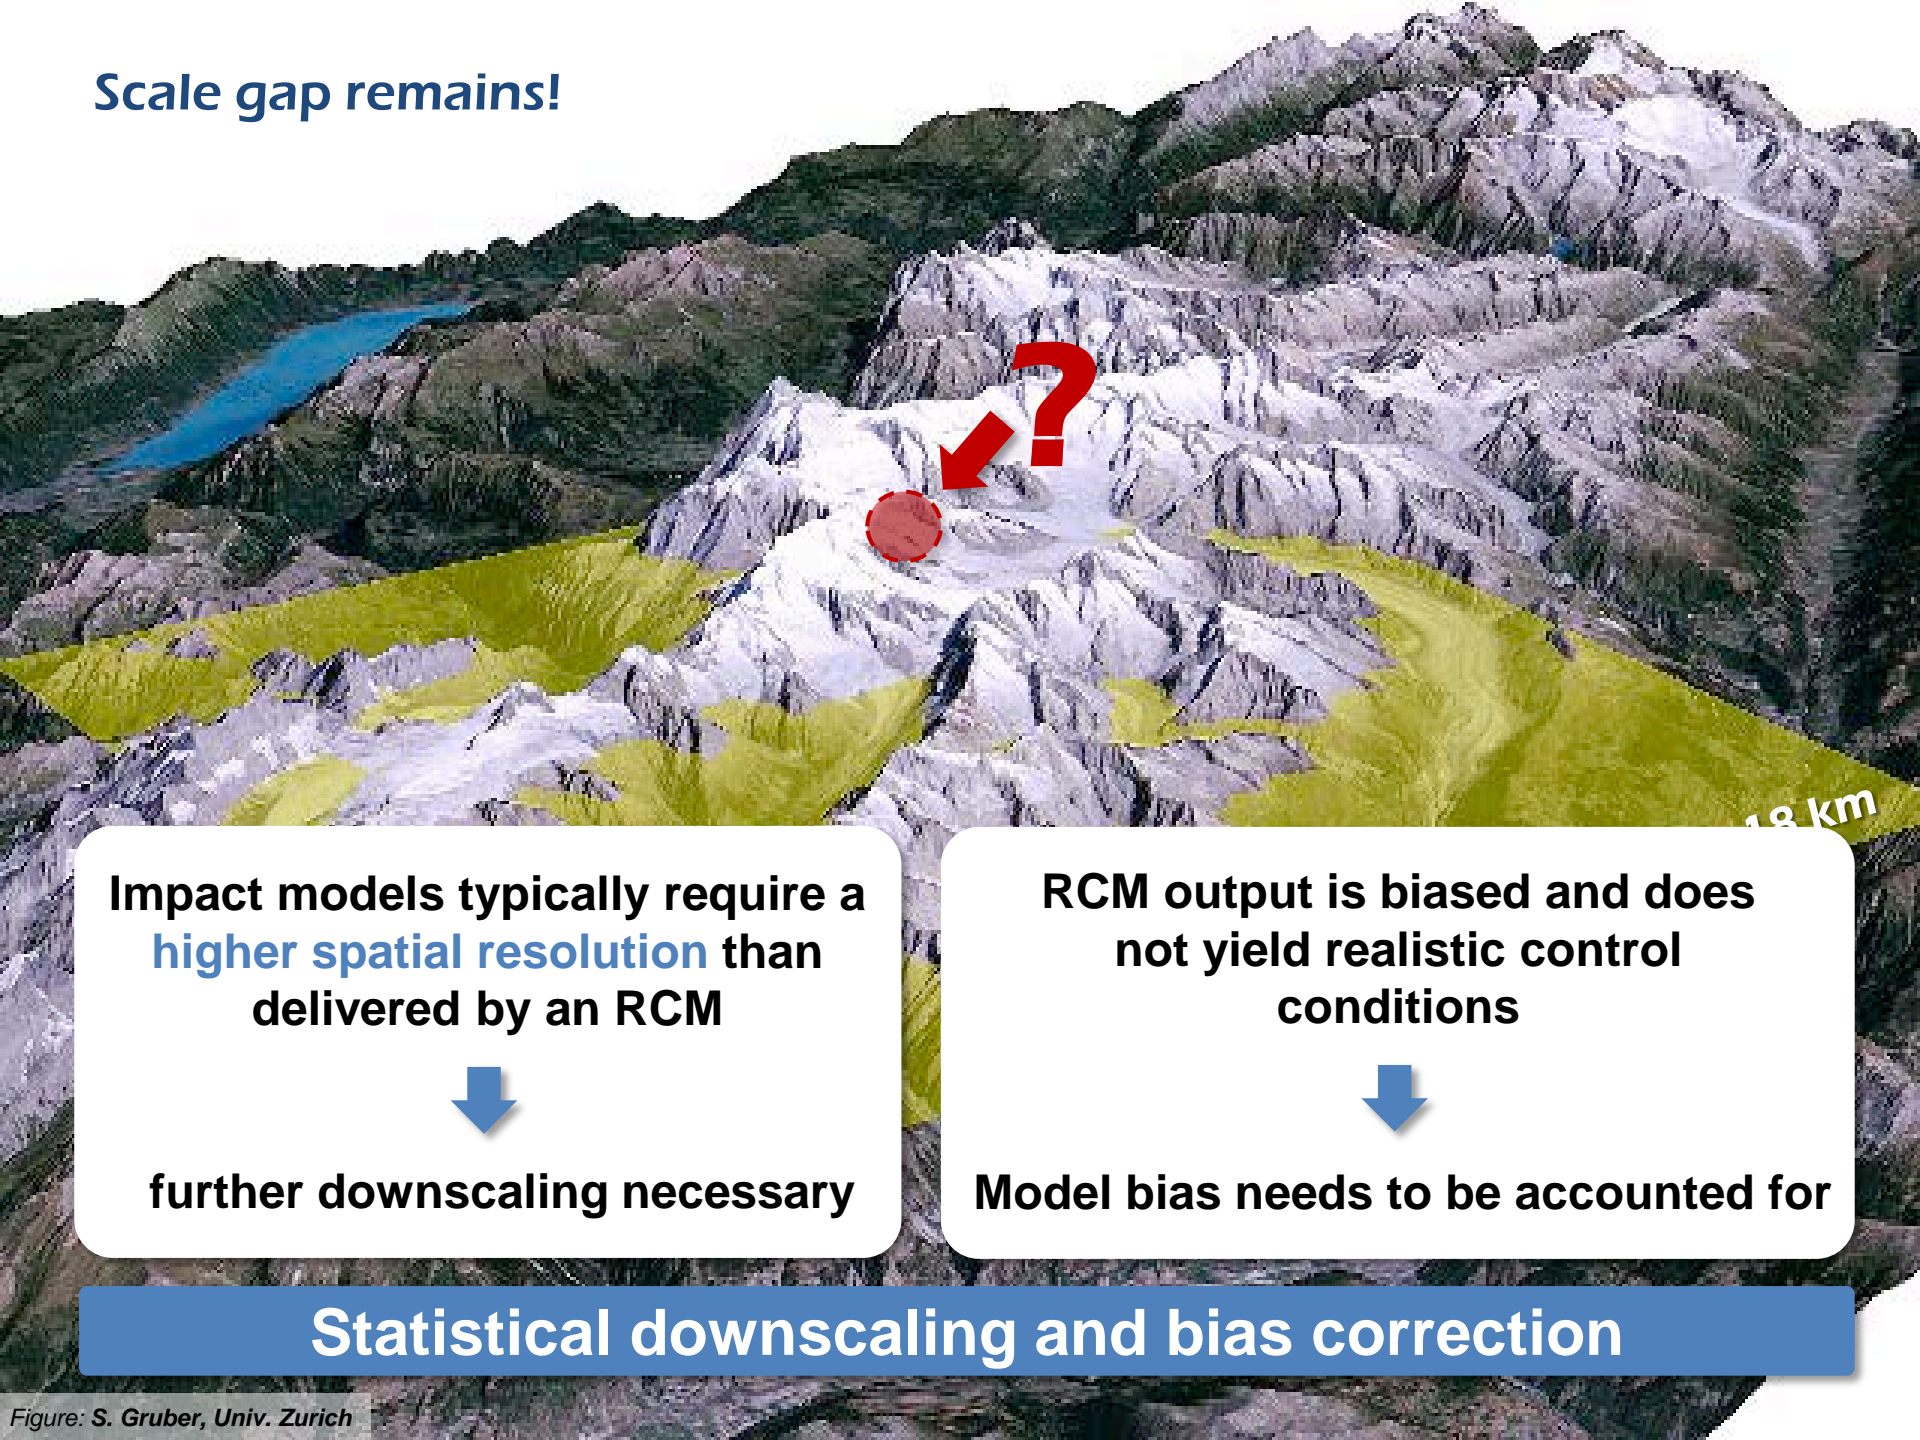 Scale gap remains!
?
18 km
Impact models typically require a
higher spatial resolution than
delivered by an RCM
further downscaling necessary
RCM output is biased and does
not yield realistic control
conditions
Model bias needs to be accounted for
Statistical downscaling and bias correction
Figure: S. Gruber, Univ. Zurich